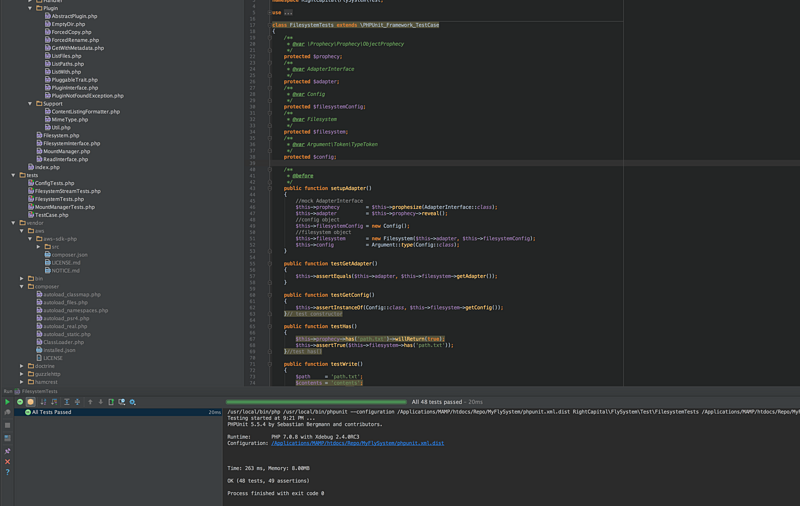 Plugin
AbstractPlugin.php
EmptyDir.php
ForcedCopy.php
ForcedRename.php
GetWithMetadata.php
ListFiles.php
ListPaths.php
ListWith.php
PluggableTrait.php
PluginInterface.php
PluginNotFoundException.php
Support
ContentListingFormatter.php
MimeType.php
Util.php
Filesystem.php
FilesystemInterface.php
MountManager.php
ReadInterface.php
index.php
tests
ConfigTests.php
FilesystemStreamTests.php
FilesystemTests.php
MountManagerTests.php
TestCase.php
vendor
aws
aws-sdk-php
src
composer.json
LICENSE.md
NOTICE.md
bin
composer
autoload_classmap.php
autoload_files.php
autoload_namespaces.php
autoload_psr4.php
autoload_real.php
autoload_static.php
ClassLoader.php
installed.json
LICENSE
doctrine
guzzlehttp
hamcrest
use ...
class FilesystemTests extends \PHPUnit_Framework_TestCase
{
/**
* @var \Prophecy\Prophecy\ObjectProphecy
*/
protected $prophecy;
/**
* @var AdapterInterface
*/
protected $adapter;
/**
* @var Config
*/
protected $filesystemConfig;
/**
* @var Filesystem
*/
protected $filesystem;
/**
* @var Argument\Token\TypeToken
*/
protected $config;
/**
* @before
*/
public function setupAdapter()
{
//mock AdapterInterface
$this->prophecy = $this->prophesize(AdapterInterface::class);
$this->adapter = $this->prophecy->reveal();
//config object
$this->filesystemConfig = new Config();
//filesystem object
$this->filesystem = new Filesystem($this->adapter, $this->filesystemConfig);
$this->config = Argument::type(Config::class);
}
public function testGetAdapter()
{
$this->assertEquals($this->adapter, $this->filesystem->getAdapter());
}
public function testGetConfig()
{
$this->assertInstanceOf(Config::class, $this->filesystem->getConfig());
}// test constructor
public function testHas()
{
$this->prophecy->has('path.txt')->willReturn(true);
$this->assertTrue($this->filesystem->has('path.txt'));
}//test has()
public function testWrite()
{
$path = 'path.txt';
$contents = 'contents';
Run FilesystemTests
All 48 tests passed – 20ms
All Tests Passed 20ms
/usr/local/bin/php /usr/local/bin/phpunit --configuration /Applications/MAMP/htdocs/Repo/MyFlySystem/phpunit.xml.dist RightCapital\FlySystem\Test\FilesystemTests /Applications/MAMP/htdocs/Repo/My
Testing started at 9:21 PM ...
PHPUnit 5.5.4 by Sebastian Bergmann and contributors.
Runtime: PHP 7.0.8 with Xdebug 2.4.0RC3
Configuration: /Applications/MAMP/htdocs/Repo/MyFlySystem/phpunit.xml.dist
Time: 263 ms, Memory: 8.00MB
OK (48 tests, 49 assertions)
Process finished with exit code 0